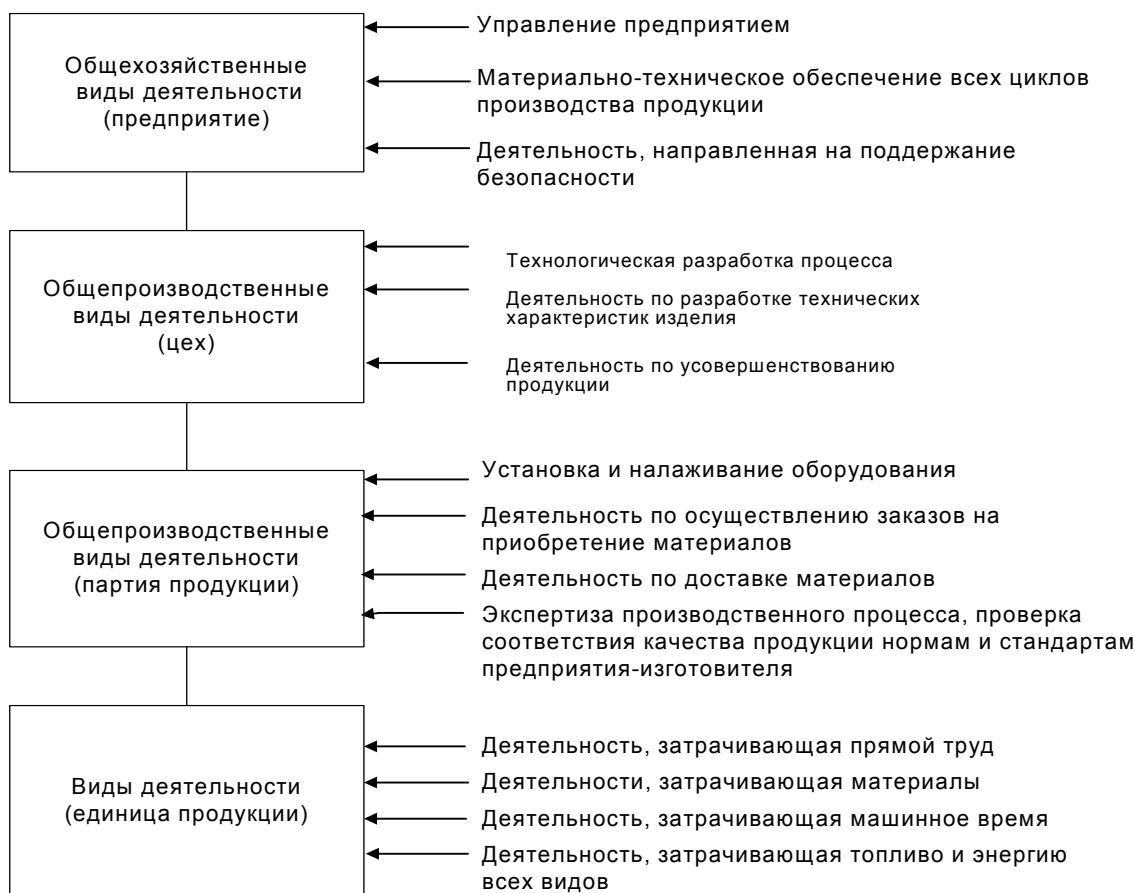 Общехозяйственные
виды деятельности
(предприятие)
Управление предприятием
Материально-техническое обеспечение всех циклов
производства продукции
Деятельность, направленная на поддержание
безопасности
Общепроизводственные
виды деятельности
(цех)
Технологическая разработка процесса
Деятельность по разработке технических
характеристик изделия
Деятельность по усовершенствованию
продукции
Общепроизводственные
виды деятельности
(партия продукции)
Установка и налаживание оборудования
Деятельность по осуществлению заказов на
приобретение материалов
Деятельность по доставке материалов
Экспертиза производственного процесса, проверка
соответствия качества продукции нормам и стандартам
предприятия-изготовителя
Виды деятельности
(единица продукции)
Деятельность, затрачивающая прямой труд
Деятельности, затрачивающая материалы
Деятельность, затрачивающая машинное время
Деятельность, затрачивающая топливо и энергию
всех видов